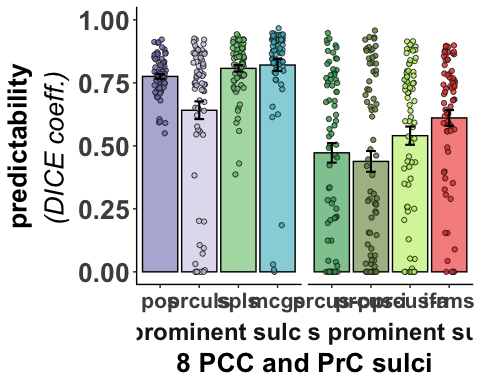 predictability
(DICE coeff.)
1.00
0.75
0.50
0.25
0.00
pos prculs spls mcgs
ifrms
prominent sulc s prominent su
8 PCC and PrC sulci